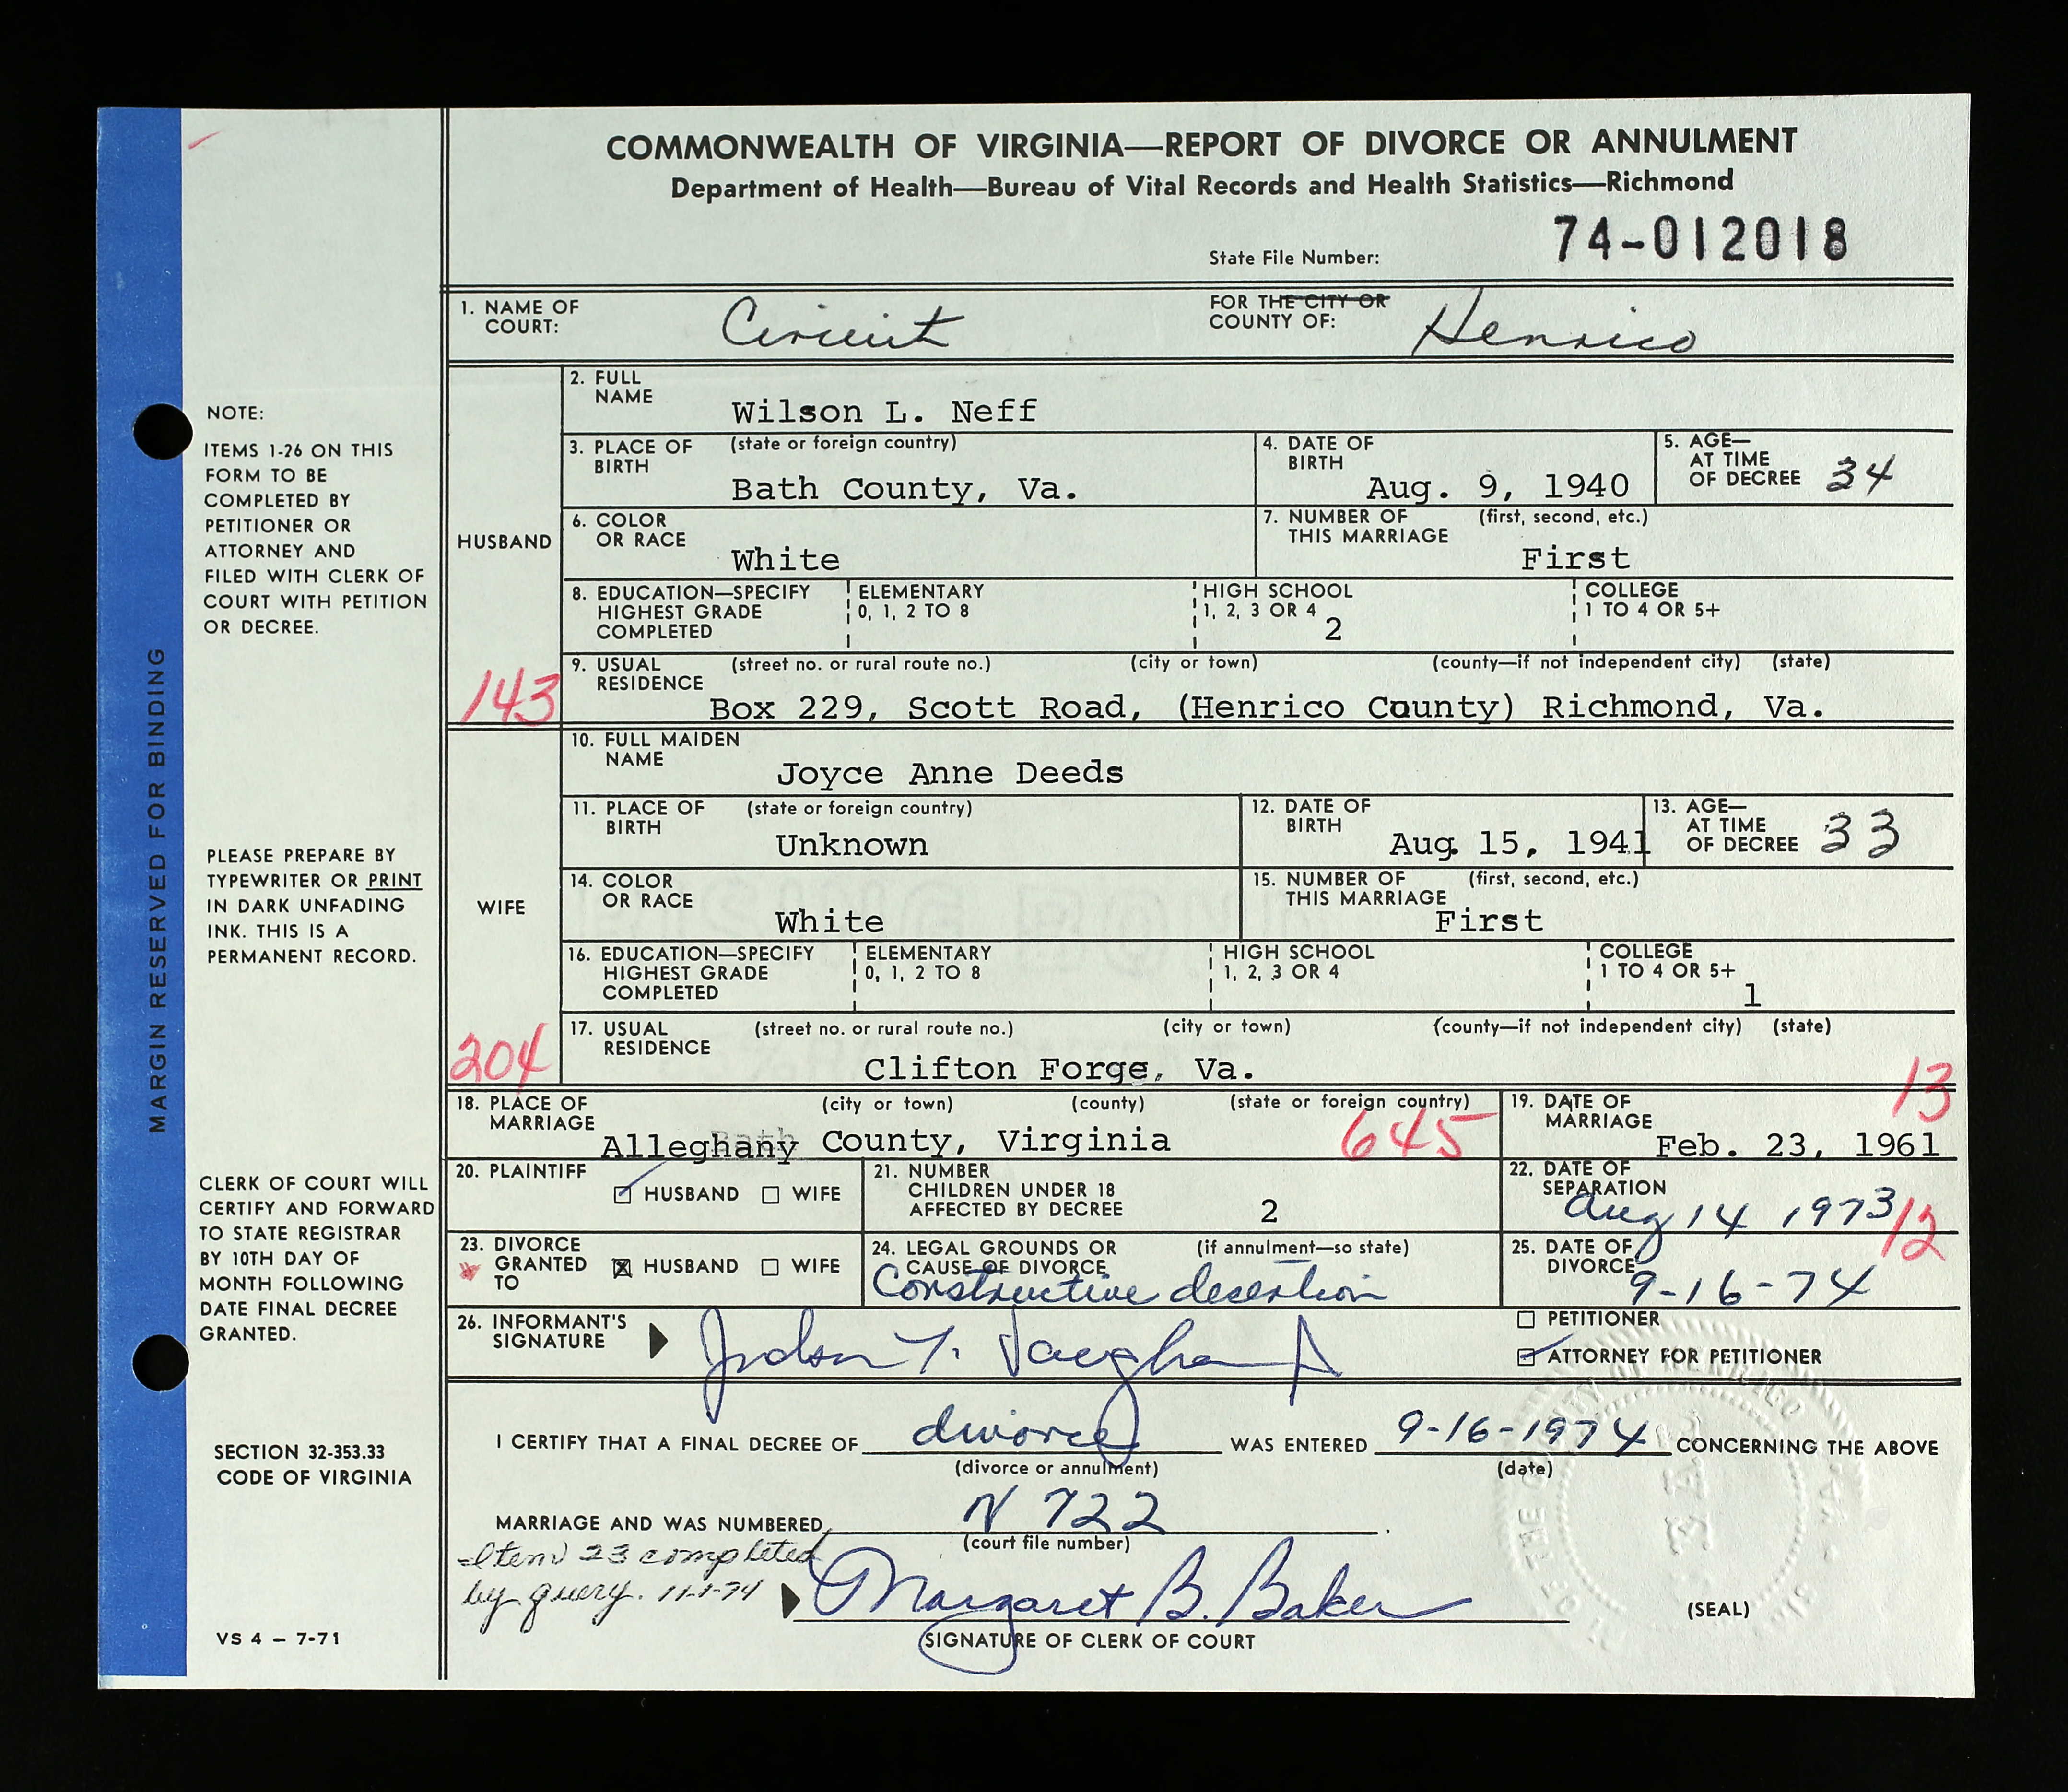 COMMONWEALTH OF VIRGINIA—REPORT OF DIVORCE OR ANNULMENT
Department of Health—Bureau of Vital Records and Health Statistics—Richmond
State File Number: 74-012018
1. NAME OF COURT: Circuit FOR THE CITY OR COUNTY OF: Henrico
HUSBAND
2. FULL NAME Wilson L. Neff
3. PLACE OF BIRTH (state or foreign country) Bath County, Va.
4. DATE OF BIRTH Aug. 9, 1940
5. AGE— AT TIME OF DECREE 34
6. COLOR OR RACE White
7. NUMBER OF THIS MARRIAGE (first, second, etc.) First
8. EDUCATION—SPECIFY HIGHEST GRADE COMPLETED ELEMENTARY 0, 1, 2 TO 8 HIGH SCHOOL 1, 2, 3 OR 4 2 COLLEGE 1 TO 4 OR 5+
143
9. USUAL RESIDENCE (street no. or rural route no.) (city or town) (county—if not independent city) (state)
Box 229, Scott Road, (Henrico County) Richmond, Va.
WIFE
10. FULL MAIDEN NAME Joyce Anne Deeds
11. PLACE OF BIRTH (state or foreign country) Unknown
12. DATE OF BIRTH Aug. 15, 1941
13. AGE— AT TIME OF DECREE 33
14. COLOR OR RACE White
15. NUMBER OF THIS MARRIAGE (first, second, etc.) First
16. EDUCATION—SPECIFY HIGHEST GRADE COMPLETED ELEMENTARY 0, 1, 2 TO 8 HIGH SCHOOL 1, 2, 3 OR 4 COLLEGE 1 TO 4 OR 5+ 1
204
17. USUAL RESIDENCE (street no. or rural route no.) (city or town) (county—if not independent city) (state)
Clifton Forge, Va.
18. PLACE OF MARRIAGE (city or town) (county) (state or foreign country)
Alleghany County, Virginia 645
19. DATE OF MARRIAGE Feb. 23, 1961 13
20. PLAINTIFF HUSBAND WIFE
21. NUMBER CHILDREN UNDER 18 AFFECTED BY DECREE 2
22. DATE OF SEPARATION Aug 14 1973 12
23. DIVORCE GRANTED TO HUSBAND WIFE
24. LEGAL GROUNDS OR CAUSE OF DIVORCE (if annulment—so state) Constructive desertion
25. DATE OF DIVORCE 9-16-74
26. INFORMANT'S SIGNATURE Judson T. Vaughan
PETITIONER
ATTORNEY FOR PETITIONER
I CERTIFY THAT A FINAL DECREE OF divorce WAS ENTERED 9-16-1974 CONCERNING THE ABOVE
(divorce or annulment) (date)
MARRIAGE AND WAS NUMBERED N 722.
(court file number)
Item 23 completed
by query. 11-1-74
Margaret B. Baker
SIGNATURE OF CLERK OF COURT
(SEAL)
MARGIN RESERVED FOR BINDING
NOTE:
ITEMS 1-26 ON THIS
FORM TO BE
COMPLETED BY
PETITIONER OR
ATTORNEY AND
FILED WITH CLERK OF
COURT WITH PETITION
OR DECREE.
PLEASE PREPARE BY
TYPEWRITER OR PRINT
IN DARK UNFADING
INK. THIS IS A
PERMANENT RECORD.
CLERK OF COURT WILL
CERTIFY AND FORWARD
TO STATE REGISTRAR
BY 10TH DAY OF
MONTH FOLLOWING
DATE FINAL DECREE
GRANTED.
SECTION 32-353.33
CODE OF VIRGINIA
VS 4 — 7-71